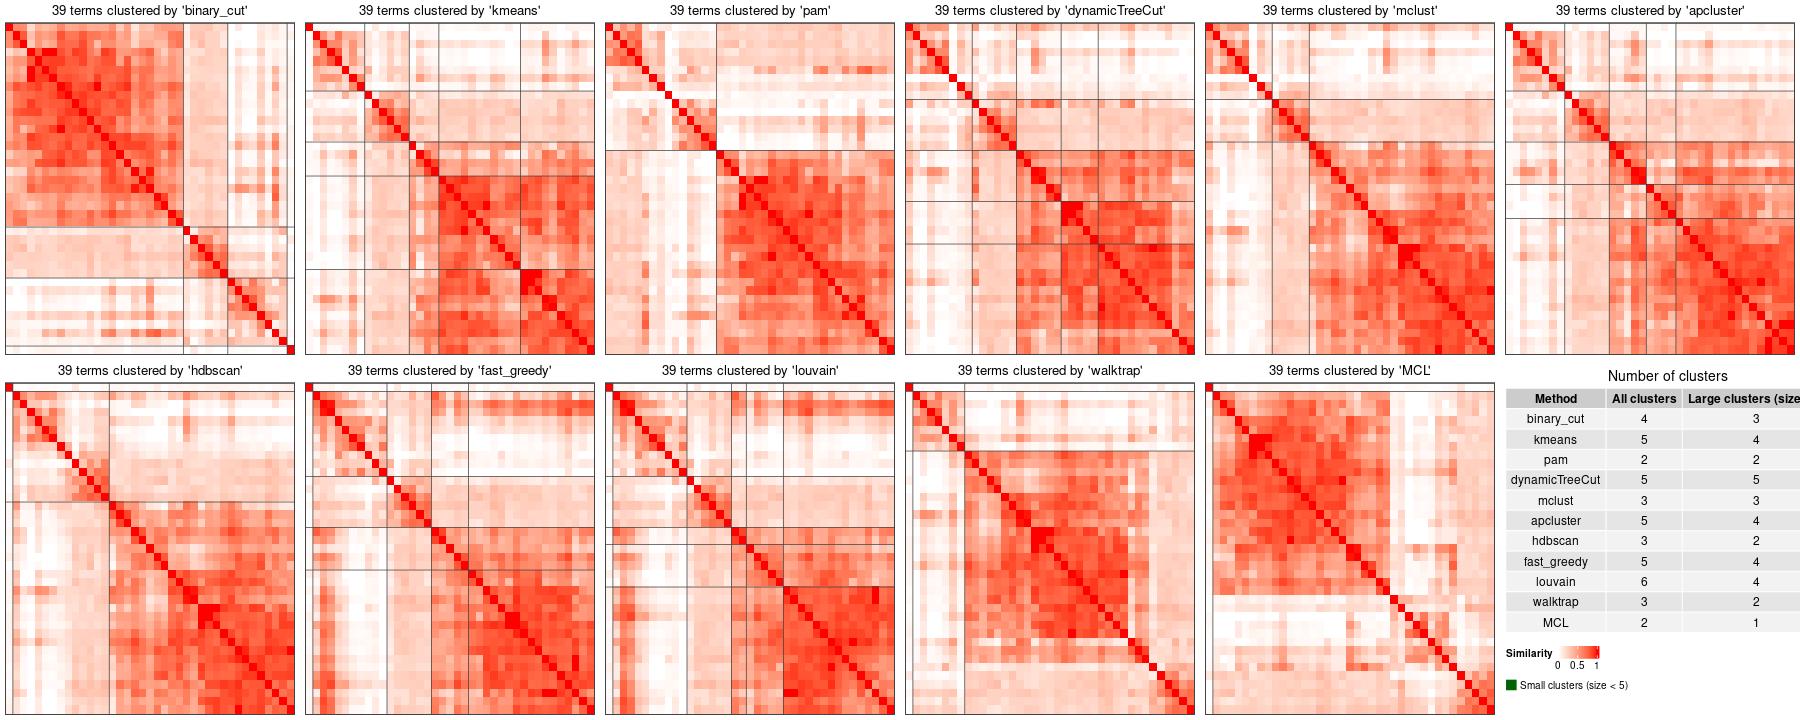 39 terms clustered by 'binary_cut'
39 terms clustered by 'kmeans'
39 terms clustered by 'pam'
39 terms clustered by 'dynamicTreeCut'
39 terms clustered by 'mclust'
39 terms clustered by 'apcluster'
39 terms clustered by 'hdbscan'
39 terms clustered by 'fast_greedy'
39 terms clustered by 'louvain'
39 terms clustered by 'walktrap'
39 terms clustered by 'MCL'
Number of clusters
Method All clusters Large clusters (size
binary_cut 4 3
kmeans 5 4
pam 2 2
dynamicTreeCut 5 5
mclust 3 3
apcluster 5 4
hdbscan 3 2
fast_greedy 5 4
louvain 6 4
walktrap 3 2
MCL 2 1
Similarity
0 0.5 1
Small clusters (size < 5)